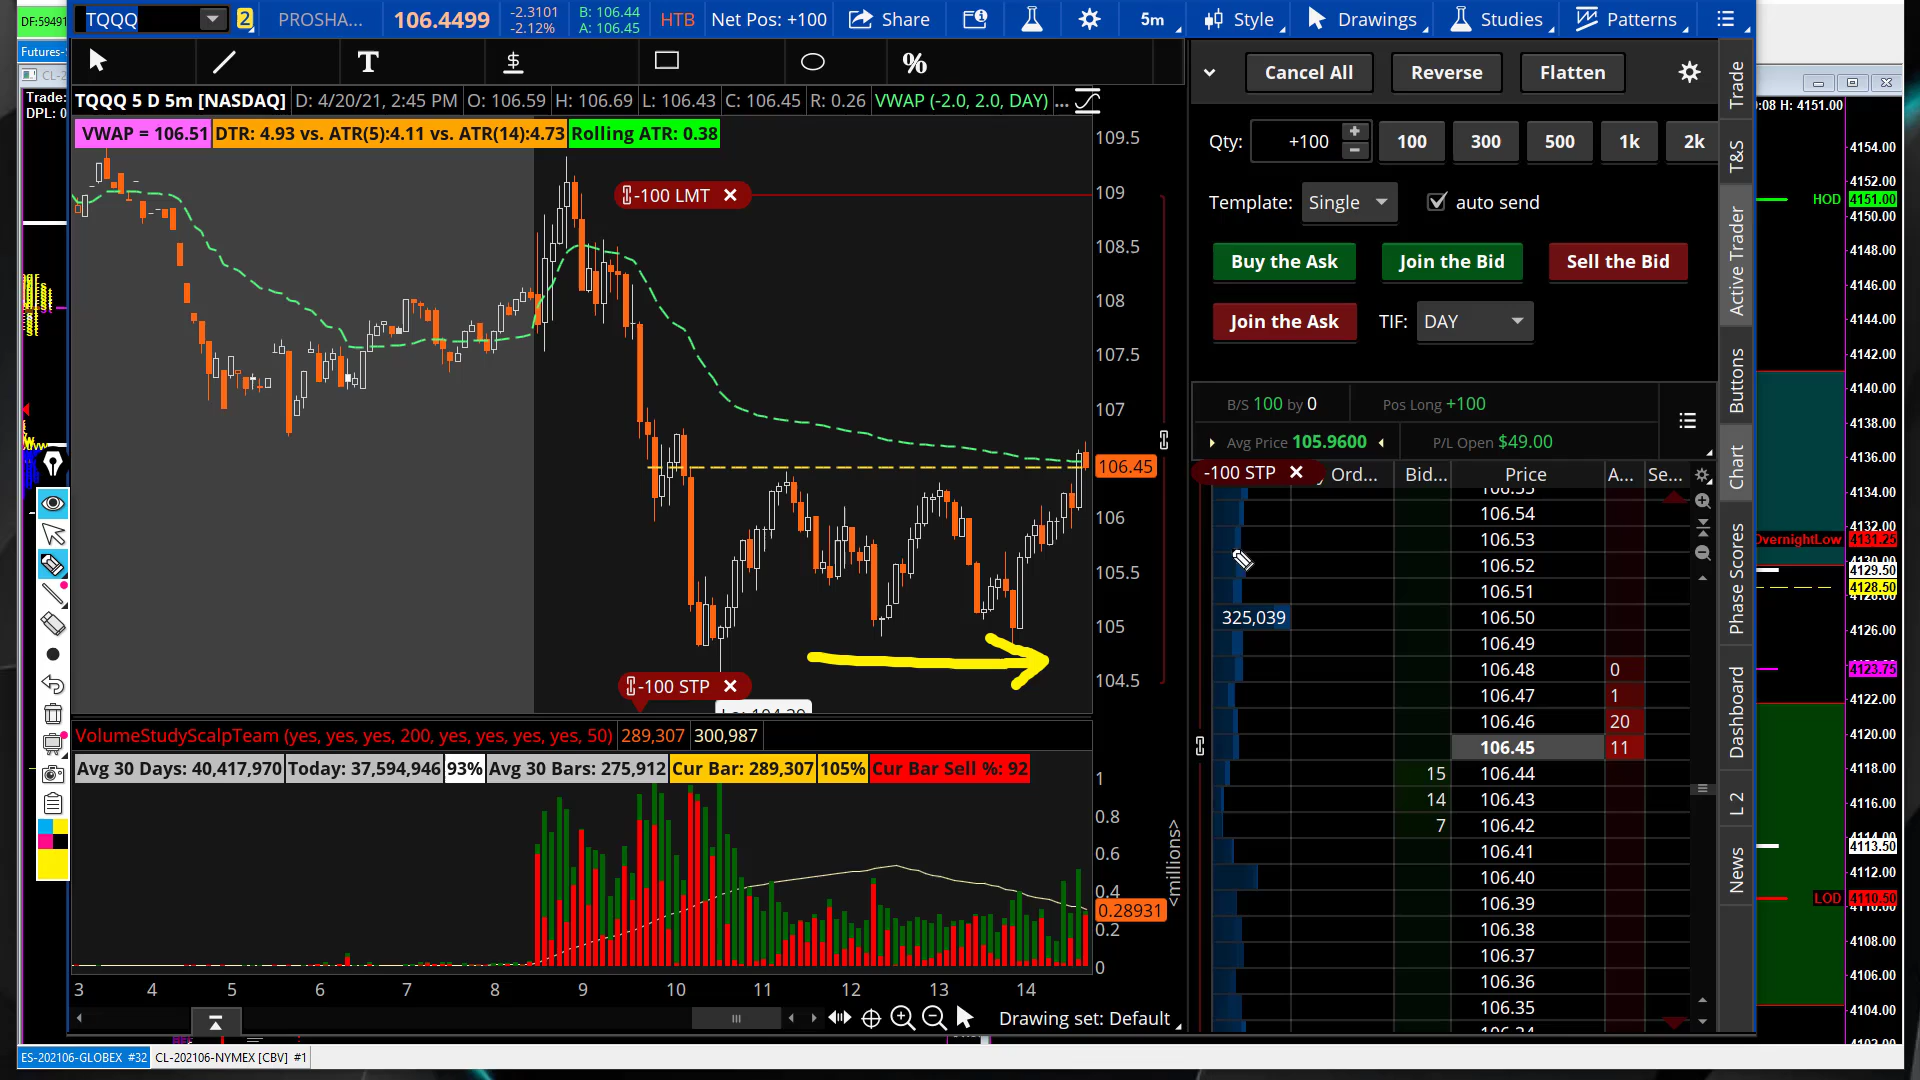 DF:59491
TQQQ 2 PROSHA... 106.4499 -2.3101 -2.12% B: 106.44 A: 106.45 HTB Net Pos: +100 Share 5m Style Drawings Studies Patterns
Futures-
CL-2
Trade:
DPL: 0
T $ %
TQQQ 5 D 5m [NASDAQ] D: 4/20/21, 2:45 PM O: 106.59 H: 106.69 L: 106.43 C: 106.45 R: 0.26 VWAP (-2.0, 2.0, DAY) ...
VWAP = 106.51 DTR: 4.93 vs. ATR(5):4.11 vs. ATR(14):4.73 Rolling ATR: 0.38
-100 LMT
-100 STP
109.5
109
108.5
108
107.5
107
106.45
106
105.5
105
104.5
VolumeStudyScalpTeam (yes, yes, yes, 200, yes, yes, yes, yes, 50) 289,307 300,987
Avg 30 Days: 40,417,970 Today: 37,594,946 93% Avg 30 Bars: 275,912 Cur Bar: 289,307 105% Cur Bar Sell %: 92
1
0.8
0.6
0.4
0.28931
0.2
0
<millions>
3 4 5 6 7 8 9 10 11 12 13 14
Drawing set: Default
ES-202106-GLOBEX #32 CL-202106-NYMEX [CBV] #1
Cancel All Reverse Flatten
Qty: +100 100 300 500 1k 2k
Template: Single auto send
Buy the Ask Join the Bid Sell the Bid
Join the Ask TIF: DAY
B/S 100 by 0 Pos Long +100
Avg Price 105.9600 P/L Open $49.00
-100 STP Ord... Bid... Price A... Se...
106.54
106.53
106.52
106.51
325,039 106.50
106.49
106.48 0
106.47 1
106.46 20
106.45 11
15 106.44
14 106.43
7 106.42
106.41
106.40
106.39
106.38
106.37
106.36
106.35
Trade
T&S
Active Trader
Buttons
Chart
Phase Scores
Dashboard
L 2
News
0:08 H: 4151.00
4154.00
4152.00
HOD 4151.00
4150.00
4148.00
4146.00
4144.00
4142.00
4140.00
4138.00
4136.00
4134.00
4132.00
OvernightLow 4131.25
4129.50
4128.50
4126.00
4123.75
4122.00
4120.00
4118.00
4116.00
4113.50
4112.00
LOD 4110.50
4108.00
4106.00
4104.00